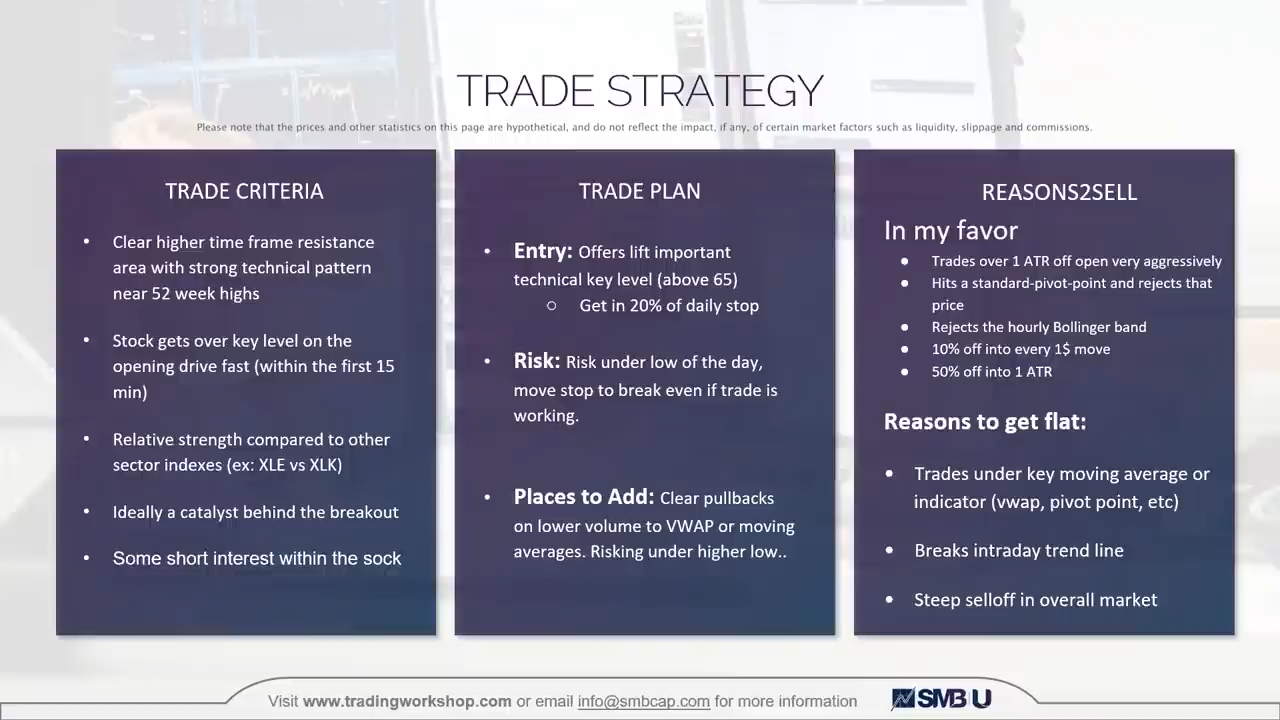 TRADE STRATEGY
Please note that the prices and other statistics on this page are hypothetical, and do not reflect the impact, if any, of certain market factors such as liquidity, slippage and commissions.
TRADE CRITERIA
• Clear higher time frame resistance
area with strong technical pattern
near 52 week highs
• Stock gets over key level on the
opening drive fast (within the first 15
min)
• Relative strength compared to other
sector indexes (ex: XLE vs XLK)
• Ideally a catalyst behind the breakout
• Some short interest within the sock
TRADE PLAN
• Entry: Offers lift important
technical key level (above 65)
○ Get in 20% of daily stop
• Risk: Risk under low of the day,
move stop to break even if trade is
working.
• Places to Add: Clear pullbacks
on lower volume to VWAP or moving
averages. Risking under higher low..
REASONS2SELL
In my favor
● Trades over 1 ATR off open very aggressively
● Hits a standard-pivot-point and rejects that
price
● Rejects the hourly Bollinger band
● 10% off into every 1$ move
● 50% off into 1 ATR
Reasons to get flat:
• Trades under key moving average or
indicator (vwap, pivot point, etc)
• Breaks intraday trend line
• Steep selloff in overall market
Visit www.tradingworkshop.com or email info@smbcap.com for more information
SMB U